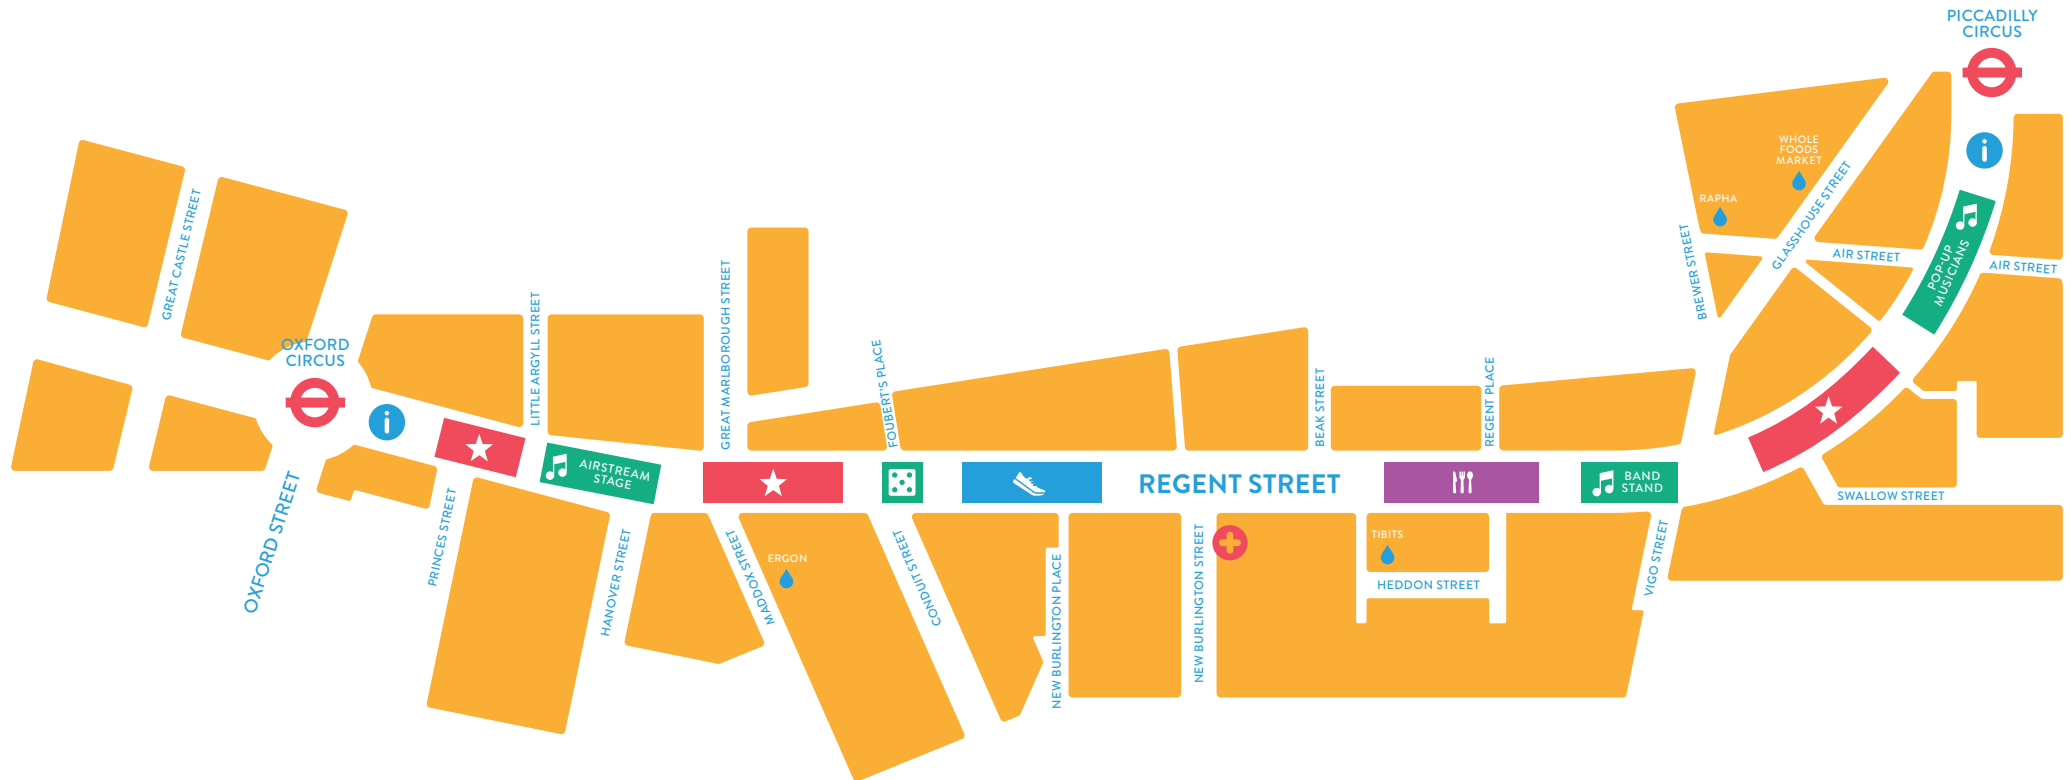 PICCADILLY
CIRCUS
WHOLE
FOODS
MARKET
RAPHA
GLASSHOUSE STREET
BREWER STREET
AIR STREET
AIR STREET
POP-UP
MUSICIANS
GREAT CASTLE STREET
OXFORD
CIRCUS
OXFORD STREET
LITTLE ARGYLL STREET
GREAT MARLBOROUGH STREET
FOUBERT'S PLACE
BEAK STREET
REGENT PLACE
AIRSTREAM
STAGE
REGENT STREET
BAND
STAND
SWALLOW STREET
PRINCES STREET
HANOVER STREET
MADDOX STREET
ERGON
CONDUIT STREET
NEW BURLINGTON PLACE
NEW BURLINGTON STREET
TIBITS
HEDDON STREET
VIGO STREET